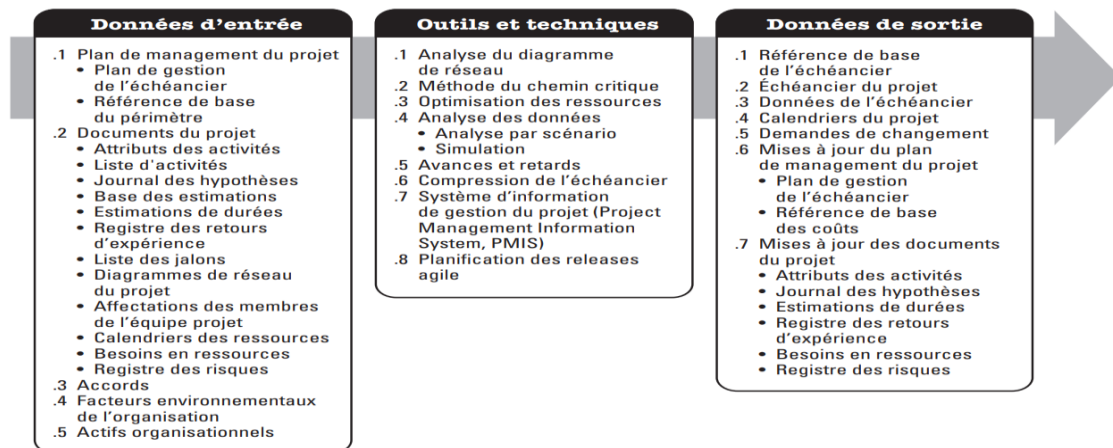 Données d'entrée
.1 Plan de management du projet
• Plan de gestion
de l'échéancier
• Référence de base
du périmètre
.2 Documents du projet
• Attributs des activités
• Liste d'activités
• Journal des hypothèses
• Base des estimations
• Estimations de durées
• Registre des retours
d'expérience
• Liste des jalons
• Diagrammes de réseau
du projet
• Affectations des membres
de l'équipe projet
• Calendriers des ressources
• Besoins en ressources
• Registre des risques
.3 Accords
.4 Facteurs environnementaux
de l'organisation
.5 Actifs organisationnels
Outils et techniques
.1 Analyse du diagramme
de réseau
.2 Méthode du chemin critique
.3 Optimisation des ressources
.4 Analyse des données
• Analyse par scénario
• Simulation
.5 Avances et retards
.6 Compression de l'échéancier
.7 Système d'information
de gestion du projet (Project
Management Information
System, PMIS)
.8 Planification des releases
agile
Données de sortie
.1 Référence de base
de l'échéancier
.2 Échéancier du projet
.3 Données de l'échéancier
.4 Calendriers du projet
.5 Demandes de changement
.6 Mises à jour du plan
de management du projet
• Plan de gestion
de l'échéancier
• Référence de base
des coûts
.7 Mises à jour des documents
du projet
• Attributs des activités
• Journal des hypothèses
• Estimations de durées
• Registre des retours
d'expérience
• Besoins en ressources
• Registre des risques